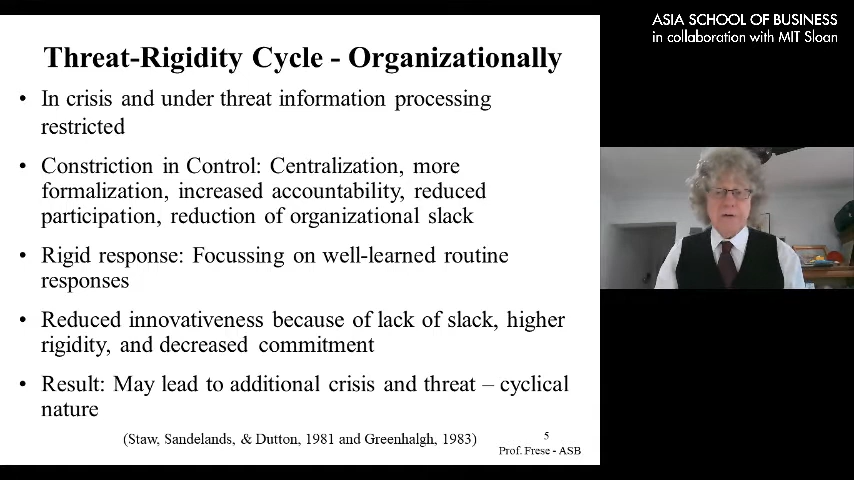 Threat-Rigidity Cycle - Organizationally
• In crisis and under threat information processing
restricted
• Constriction in Control: Centralization, more
formalization, increased accountability, reduced
participation, reduction of organizational slack
• Rigid response: Focussing on well-learned routine
responses
• Reduced innovativeness because of lack of slack, higher
rigidity, and decreased commitment
• Result: May lead to additional crisis and threat – cyclical
nature
(Staw, Sandelands, & Dutton, 1981 and Greenhalgh, 1983)
5
Prof. Frese - ASB
ASIA SCHOOL OF BUSINESS
in collaboration with MIT Sloan